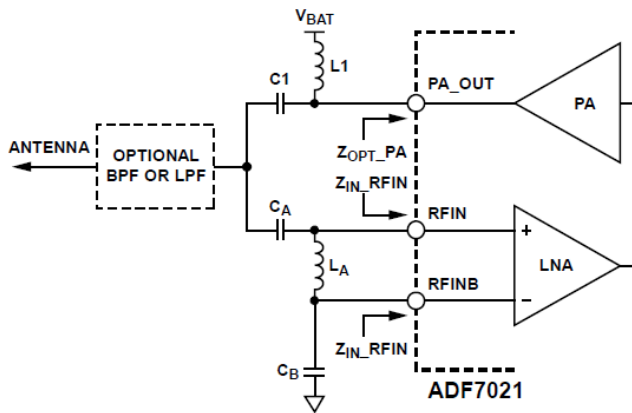 VBAT
L1
C1
PA_OUT
PA
ZOPT_PA
ANTENNA
OPTIONAL
BPF OR LPF
ZIN_RFIN
CA
RFIN
+
LA
LNA
RFINB
−
ZIN_RFIN
CB
ADF7021